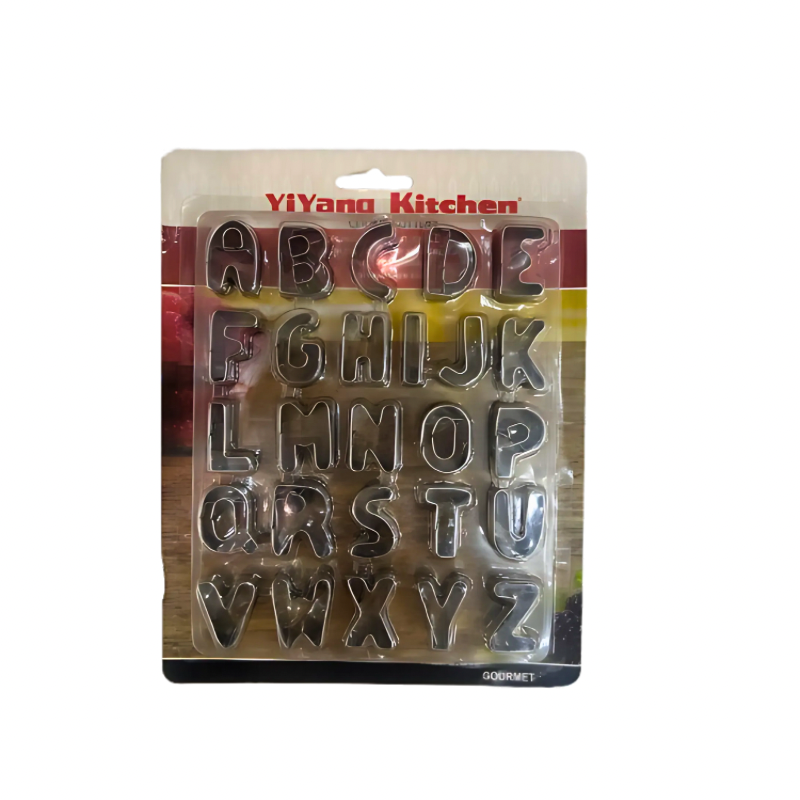 YiYang Kitchen
A B C D E
F G H I J K
L M N O P
Q R S T U
V W X Y Z
GOURMET